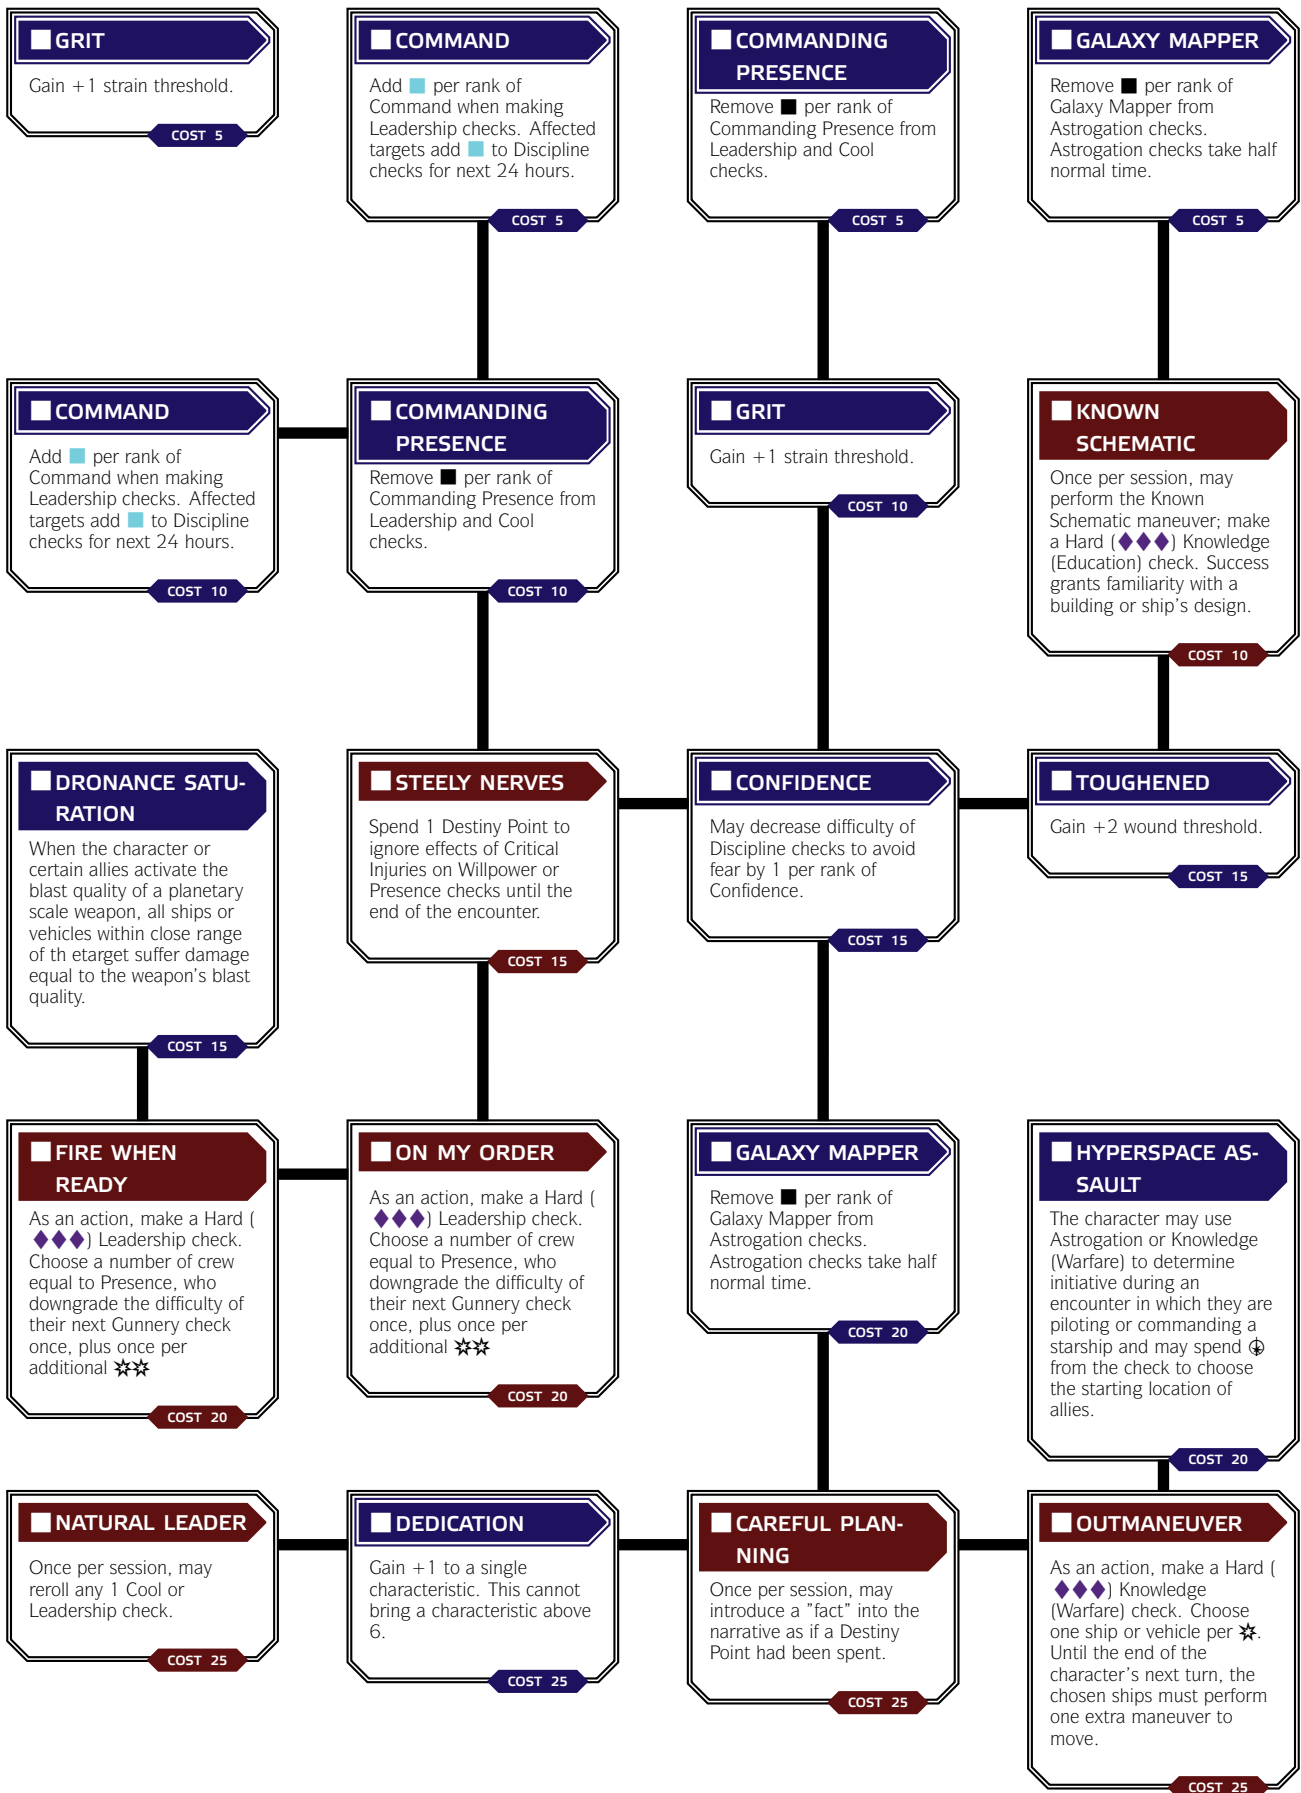 GRIT
Gain +1 strain threshold.
COST 5
COMMAND
Add per rank of
Command when making
Leadership checks. Affected
targets add to Discipline
checks for next 24 hours.
COST 5
COMMANDING
PRESENCE
Remove per rank of
Commanding Presence from
Leadership and Cool
checks.
COST 5
GALAXY MAPPER
Remove per rank of
Galaxy Mapper from
Astrogation checks.
Astrogation checks take half
normal time.
COST 5
COMMAND
Add per rank of
Command when making
Leadership checks. Affected
targets add to Discipline
checks for next 24 hours.
COST 10
COMMANDING
PRESENCE
Remove per rank of
Commanding Presence from
Leadership and Cool
checks.
COST 10
GRIT
Gain +1 strain threshold.
COST 10
KNOWN
SCHEMATIC
Once per session, may
perform the Known
Schematic maneuver; make
a Hard (♦♦♦) Knowledge
(Education) check. Success
grants familiarity with a
building or ship's design.
COST 10
DRONANCE SATU-
RATION
When the character or
certain allies activate the
blast quality of a planetary
scale weapon, all ships or
vehicles within close range
of th etarget suffer damage
equal to the weapon's blast
quality.
COST 15
STEELY NERVES
Spend 1 Destiny Point to
ignore effects of Critical
Injuries on Willpower or
Presence checks until the
end of the encounter.
COST 15
CONFIDENCE
May decrease difficulty of
Discipline checks to avoid
fear by 1 per rank of
Confidence.
COST 15
TOUGHENED
Gain +2 wound threshold.
COST 15
FIRE WHEN
READY
As an action, make a Hard (
♦♦♦) Leadership check.
Choose a number of crew
equal to Presence, who
downgrade the difficulty of
their next Gunnery check
once, plus once per
additional
COST 20
ON MY ORDER
As an action, make a Hard (
♦♦♦) Leadership check.
Choose a number of crew
equal to Presence, who
downgrade the difficulty of
their next Gunnery check
once, plus once per
additional
COST 20
GALAXY MAPPER
Remove per rank of
Galaxy Mapper from
Astrogation checks.
Astrogation checks take half
normal time.
COST 20
HYPERSPACE AS-
SAULT
The character may use
Astrogation or Knowledge
(Warfare) to determine
initiative during an
encounter in which they are
piloting or commanding a
starship and may spend
from the check to choose
the starting location of
allies.
COST 20
NATURAL LEADER
Once per session, may
reroll any 1 Cool or
Leadership check.
COST 25
DEDICATION
Gain +1 to a single
characteristic. This cannot
bring a characteristic above
6.
COST 25
CAREFUL PLAN-
NING
Once per session, may
introduce a "fact" into the
narrative as if a Destiny
Point had been spent.
COST 25
OUTMANEUVER
As an action, make a Hard (
♦♦♦) Knowledge
(Warfare) check. Choose
one ship or vehicle per .
Until the end of the
character's next turn, the
chosen ships must perform
one extra maneuver to
move.
COST 25